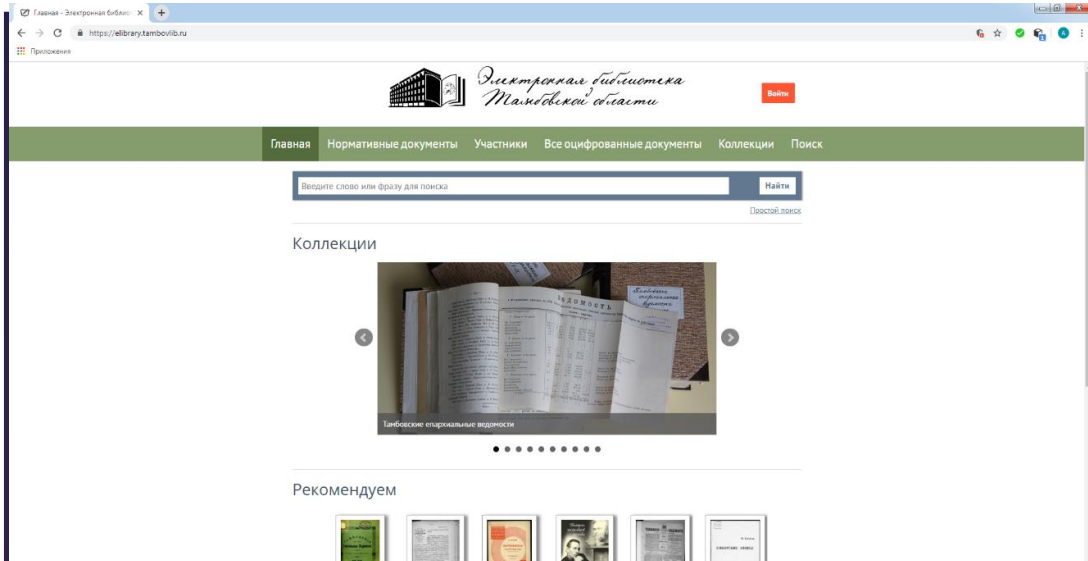 Главная - Электронная библио
https://elibrary.tambovlib.ru
Приложения
Электронная библиотека
Тамбовской области
Войти
Главная Нормативные документы Участники Все оцифрованные документы Коллекции Поиск
Введите слово или фразу для поиска Найти
Простой поиск
Коллекции
ВЕДОМОСТЬ
Тамбовские епархиальные ведомости
Рекомендуем